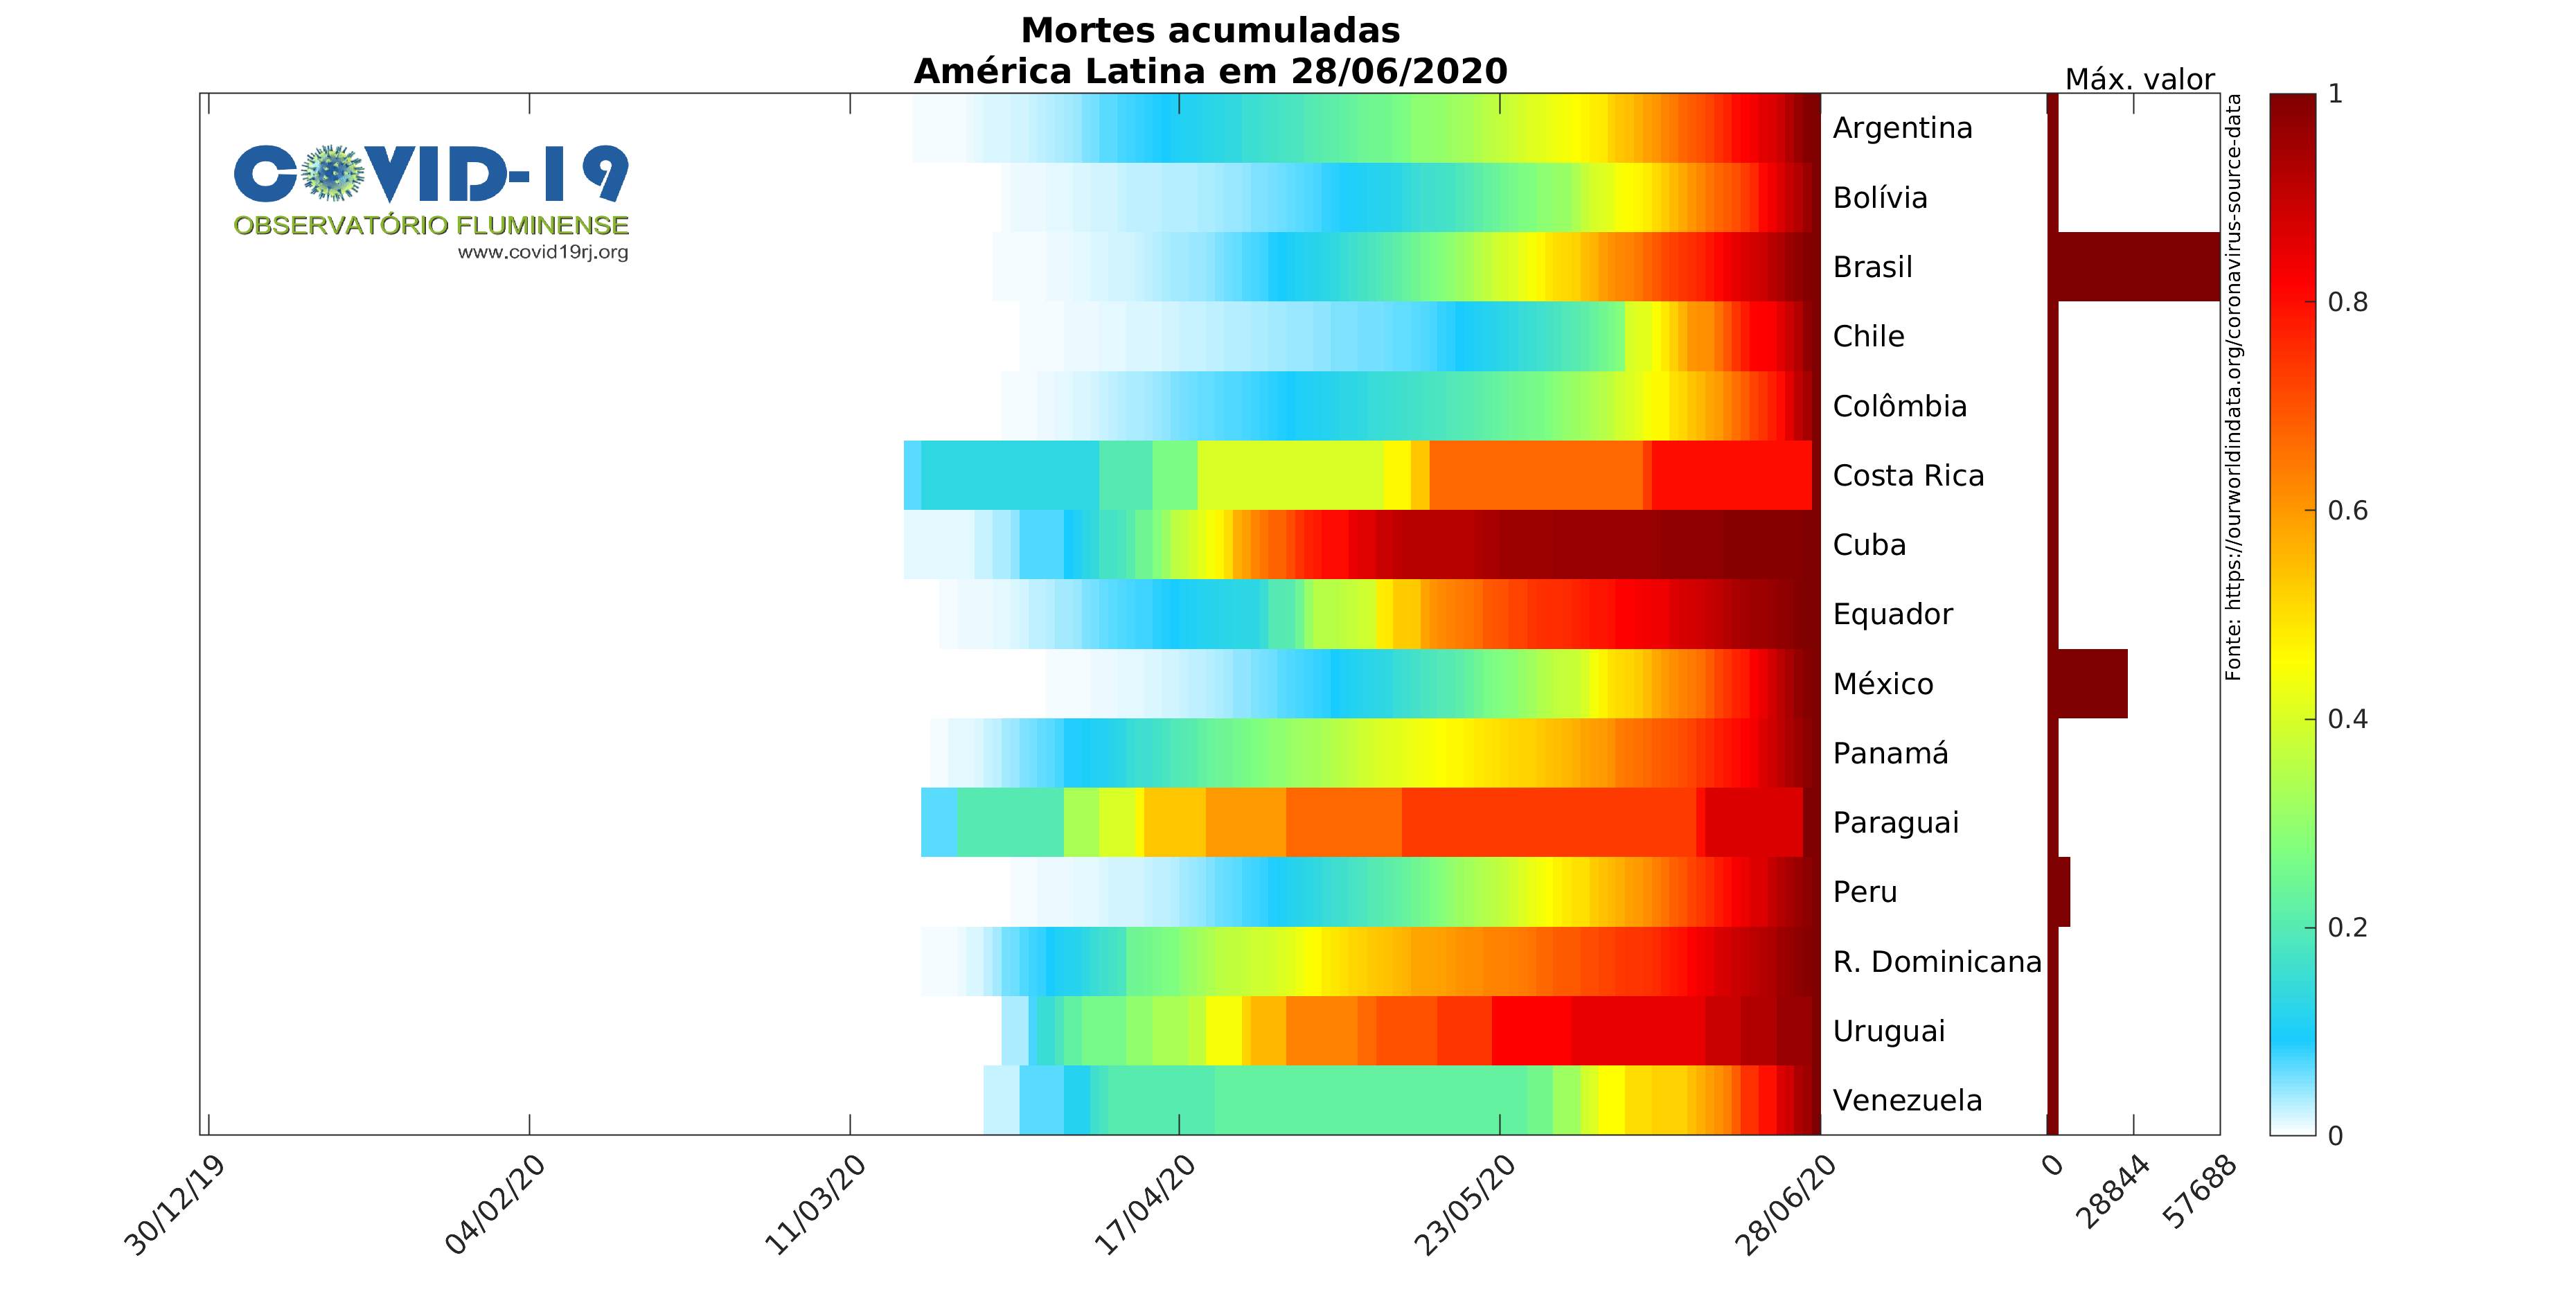 Mortes acumuladas
América Latina em 28/06/2020
Máx. valor
COVID-19
OBSERVATÓRIO FLUMINENSE
www.covid19rj.org
Argentina
Bolívia
Brasil
Chile
Colômbia
Costa Rica
Cuba
Equador
México
Panamá
Paraguai
Peru
R. Dominicana
Uruguai
Venezuela
Fonte: https://ourworldindata.org/coronavirus-source-data
1
0.8
0.6
0.4
0.2
0
30/12/19
04/02/20
11/03/20
17/04/20
23/05/20
28/06/20
0
28844
57688